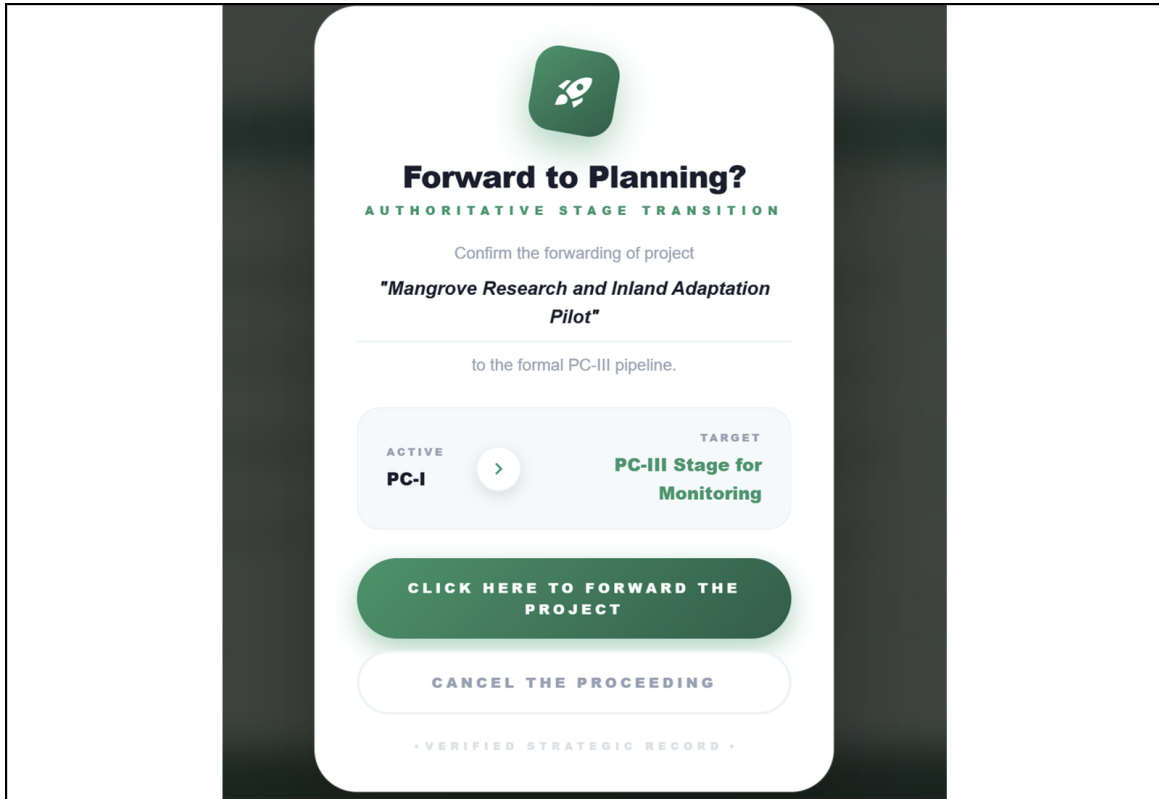 Forward to Planning?
AUTHORITATIVE STAGE TRANSITION
Confirm the forwarding of project
"Mangrove Research and Inland Adaptation
Pilot"
to the formal PC-III pipeline.
ACTIVE
PC-I
TARGET
PC-III Stage for
Monitoring
CLICK HERE TO FORWARD THE
PROJECT
CANCEL THE PROCEEDING
• VERIFIED STRATEGIC RECORD •